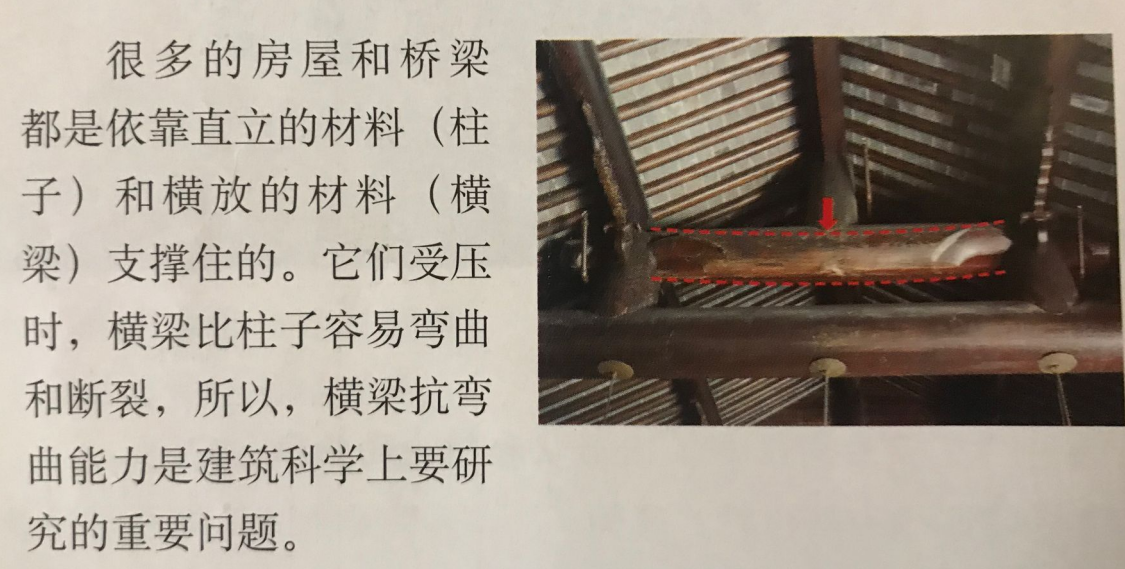 很多的房屋和桥梁
都是依靠直立的材料（柱
子）和横放的材料（横
梁）支撑住的。它们受压
时，横梁比柱子容易弯曲
和断裂，所以，横梁抗弯
曲能力是建筑科学上要研
究的重要问题。